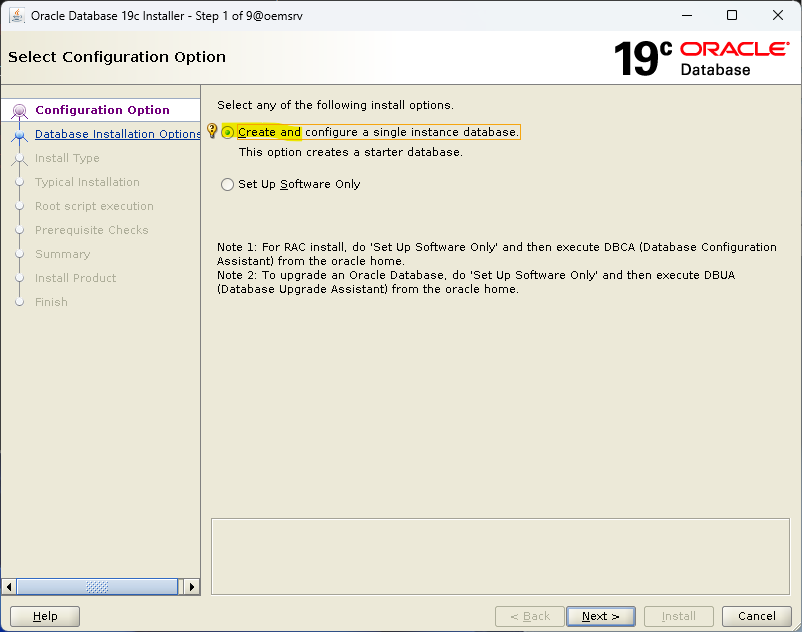 Oracle Database 19c Installer - Step 1 of 9@oemsrv
Select Configuration Option
19c ORACLE
Database
Configuration Option
Database Installation Options
Install Type
Typical Installation
Root script execution
Prerequisite Checks
Summary
Install Product
Finish
Select any of the following install options.
Create and configure a single instance database.
This option creates a starter database.
Set Up Software Only
Note 1: For RAC install, do 'Set Up Software Only' and then execute DBCA (Database Configuration
Assistant) from the oracle home.
Note 2: To upgrade an Oracle Database, do 'Set Up Software Only' and then execute DBUA
(Database Upgrade Assistant) from the oracle home.
Help
< Back
Next >
Install
Cancel